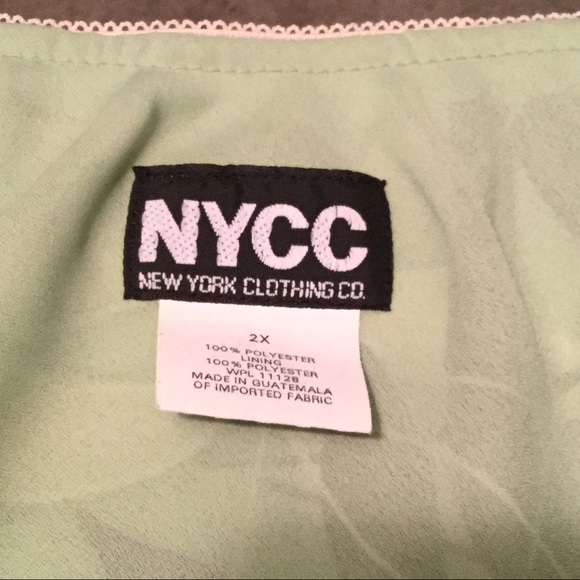 NYCC
NEW YORK CLOTHING CO.
2X
100% POLYESTER
LINING
100% POLYESTER
WPL 11128
MADE IN GUATEMALA
OF IMPORTED FABRIC